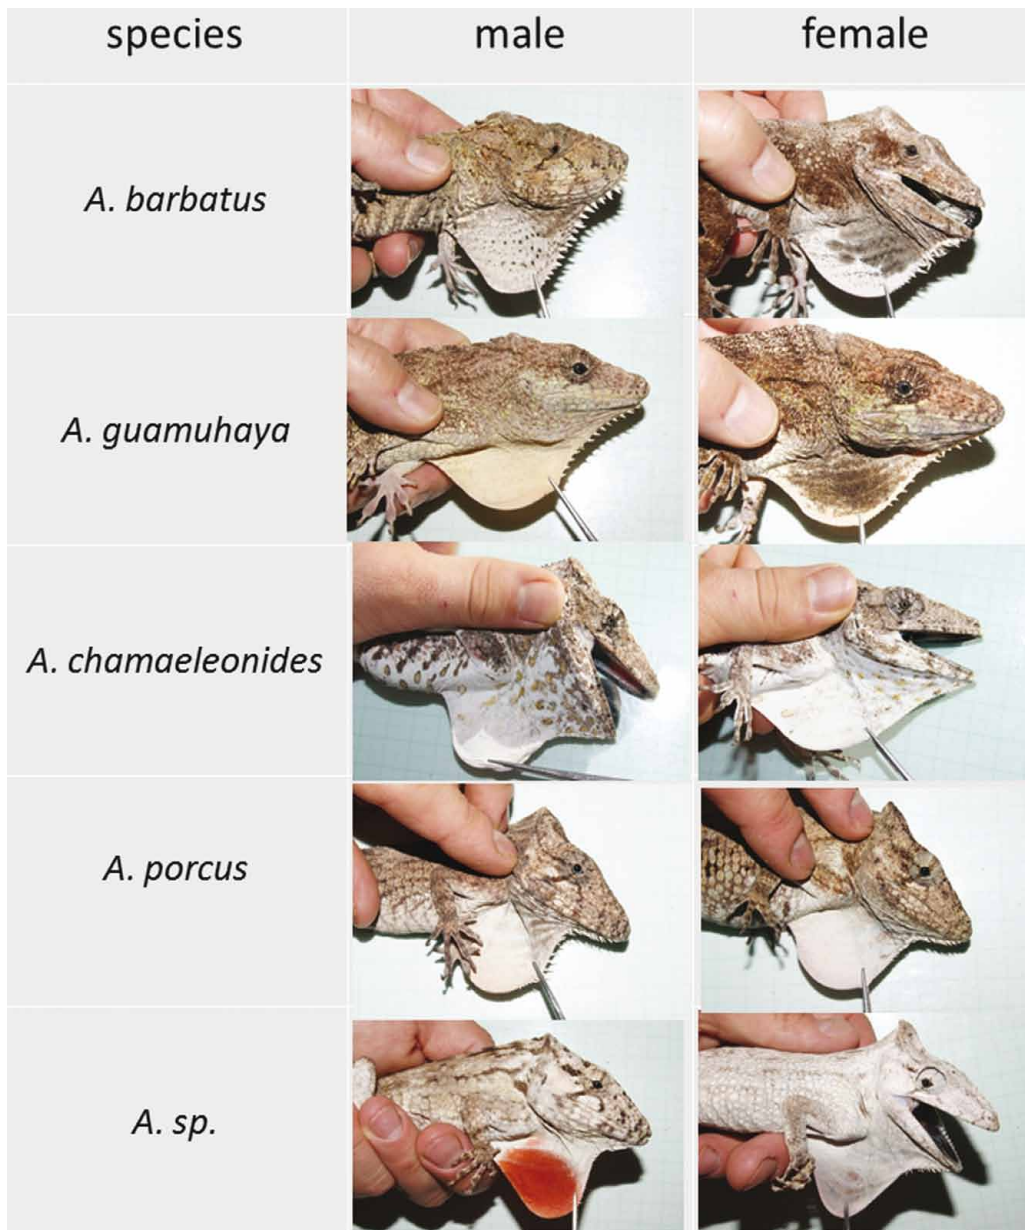 species male female
A. barbatus
A. guamuhaya
A. chamaeleonides
A. porcus
A. sp.